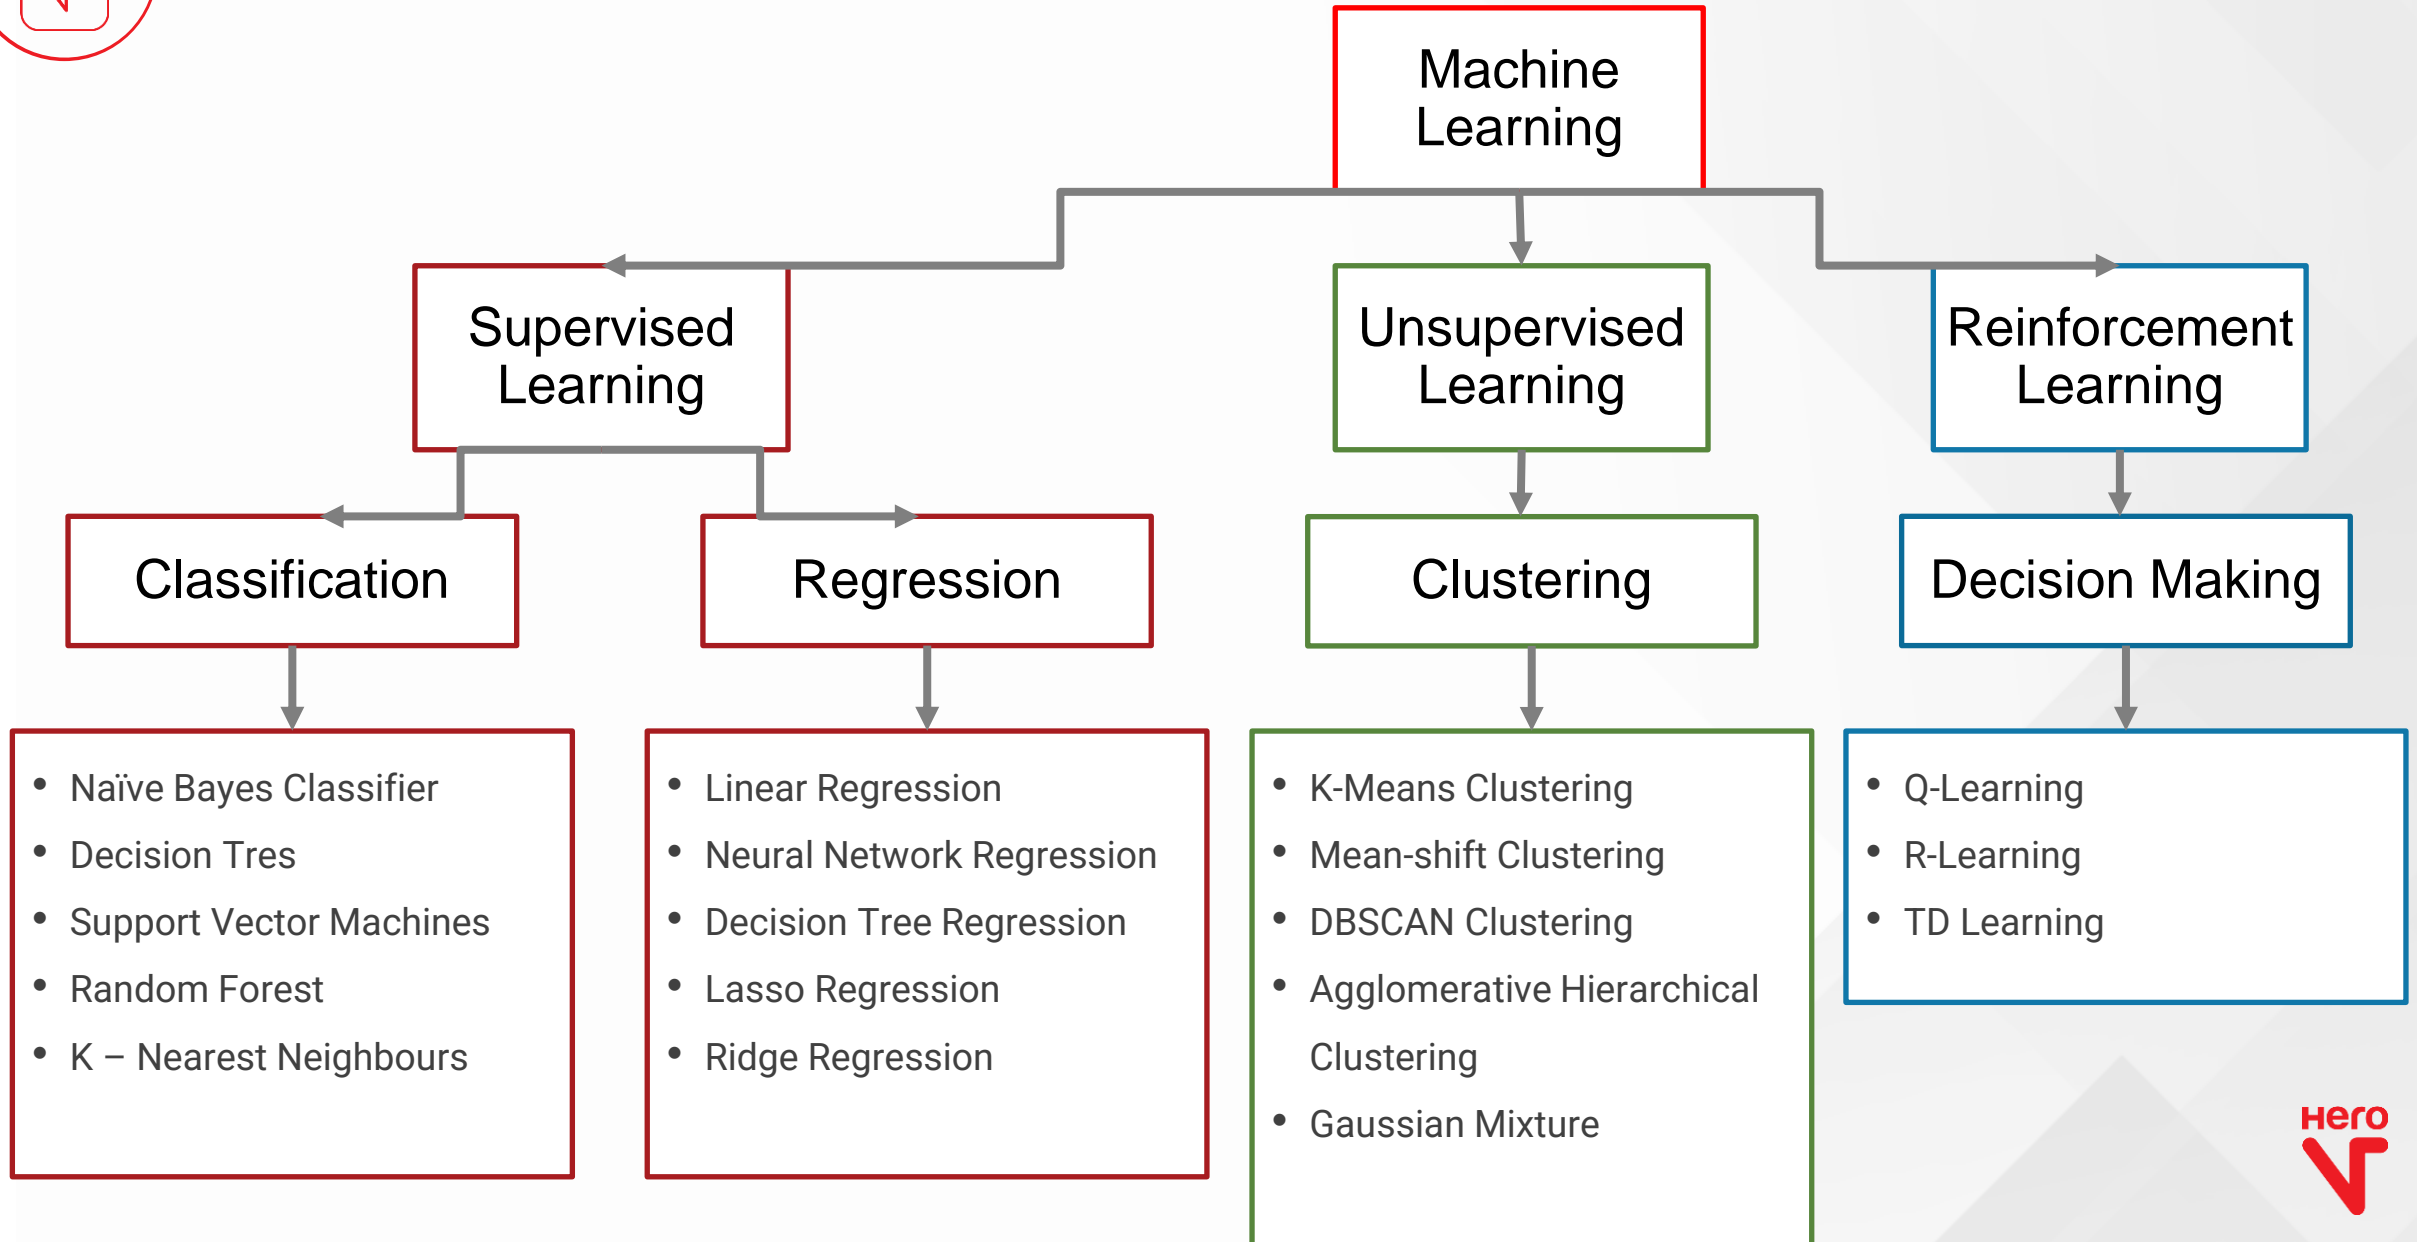 Machine
Learning
Supervised
Learning
Unsupervised
Learning
Reinforcement
Learning
Classification
Regression
Clustering
Decision Making
• Naïve Bayes Classifier
• Decision Tres
• Support Vector Machines
• Random Forest
• K – Nearest Neighbours
• Linear Regression
• Neural Network Regression
• Decision Tree Regression
• Lasso Regression
• Ridge Regression
• K-Means Clustering
• Mean-shift Clustering
• DBSCAN Clustering
• Agglomerative Hierarchical
Clustering
• Gaussian Mixture
• Q-Learning
• R-Learning
• TD Learning
Hero